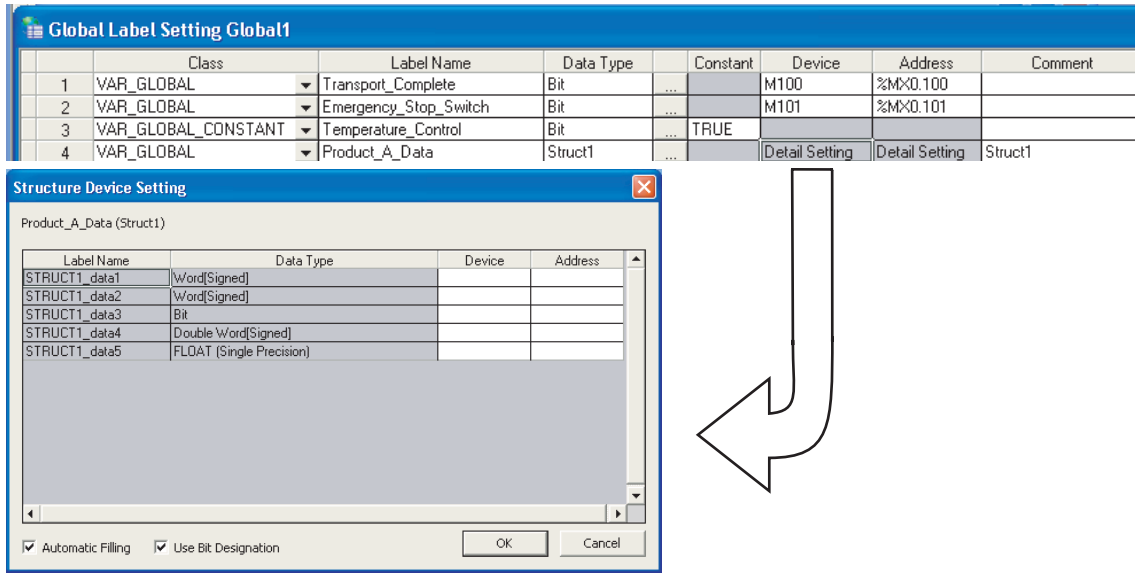 Global Label Setting Global1
Class Label Name Data Type Constant Device Address Comment
1 VAR_GLOBAL Transport_Complete Bit ... M100 %MX0.100
2 VAR_GLOBAL Emergency_Stop_Switch Bit ... M101 %MX0.101
3 VAR_GLOBAL_CONSTANT Temperature_Control Bit ... TRUE
4 VAR_GLOBAL Product_A_Data Struct1 ... Detail Setting Detail Setting Struct1
Structure Device Setting
Product_A_Data (Struct1)
Label Name Data Type Device Address
STRUCT1_data1 Word[Signed]
STRUCT1_data2 Word[Signed]
STRUCT1_data3 Bit
STRUCT1_data4 Double Word[Signed]
STRUCT1_data5 FLOAT (Single Precision)
Automatic Filling Use Bit Designation OK Cancel